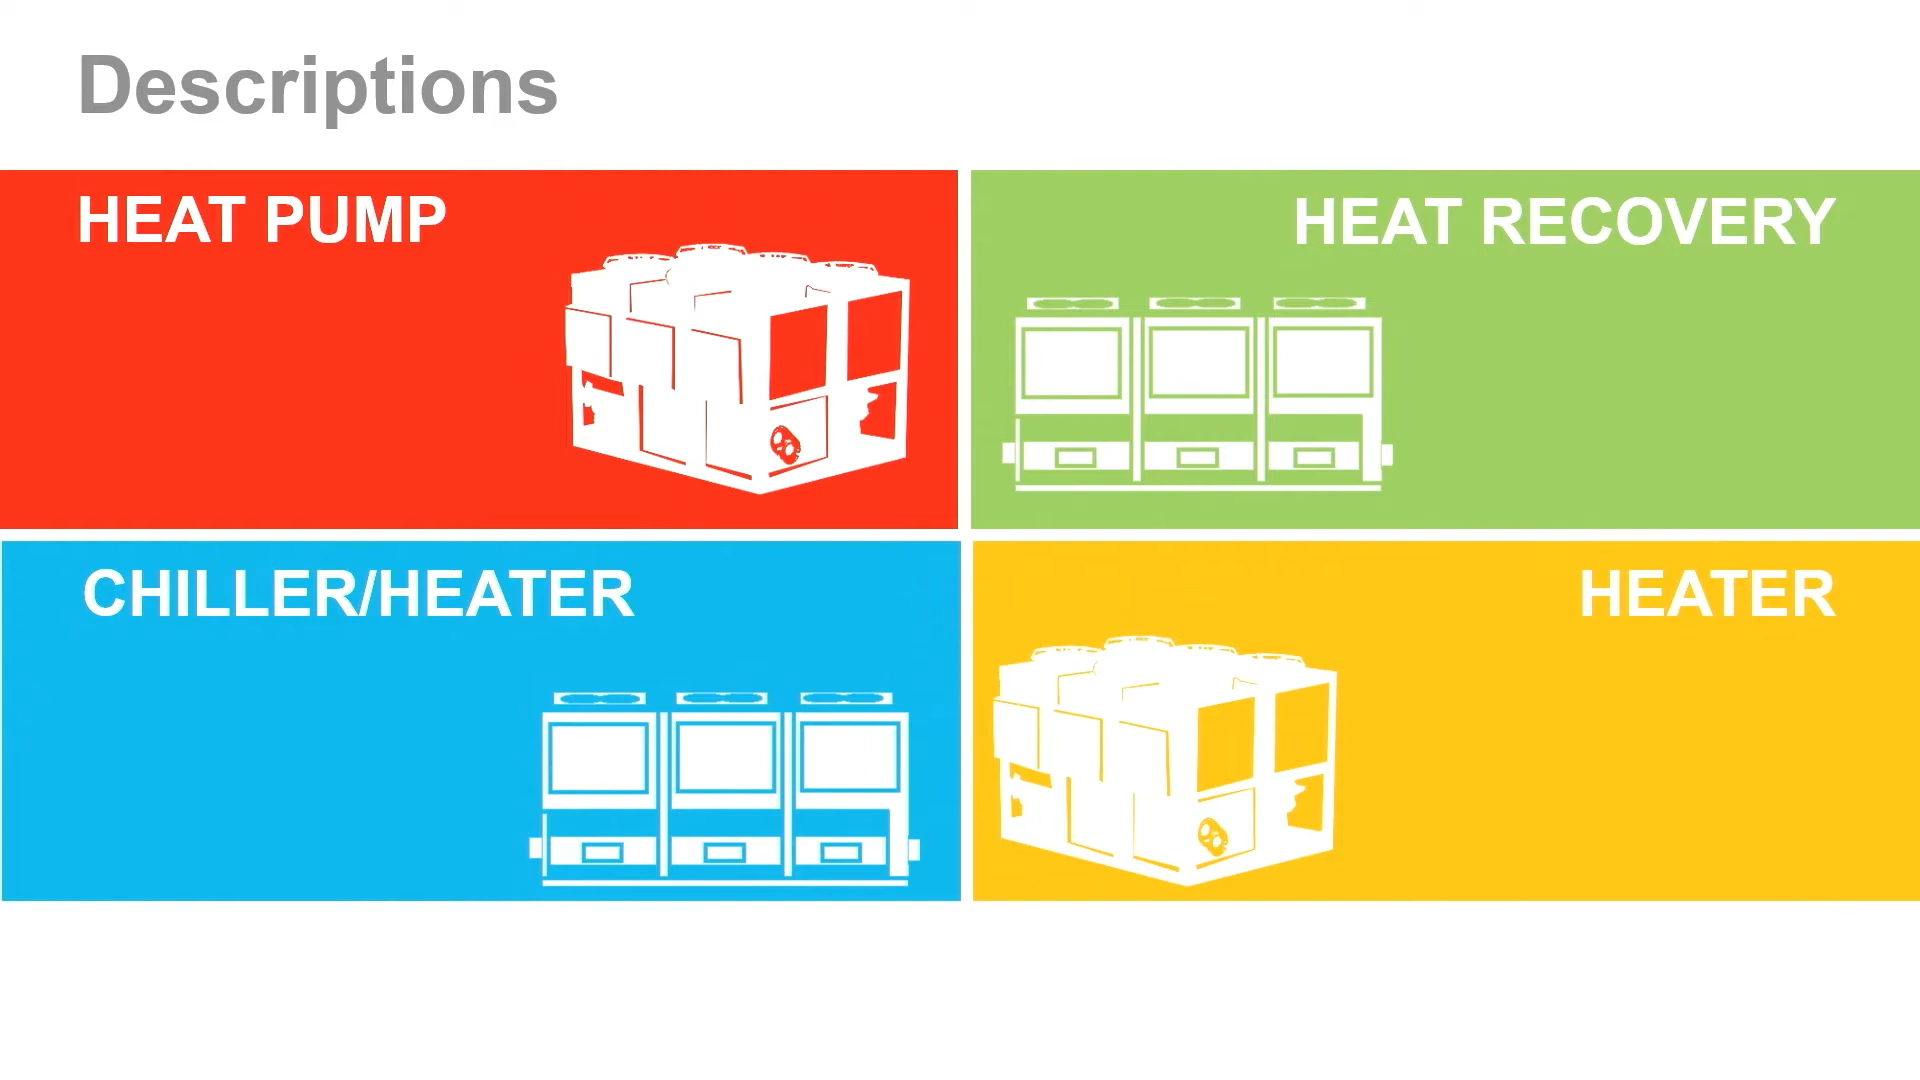 Descriptions
HEAT PUMP
HEAT RECOVERY
CHILLER/HEATER
HEATER